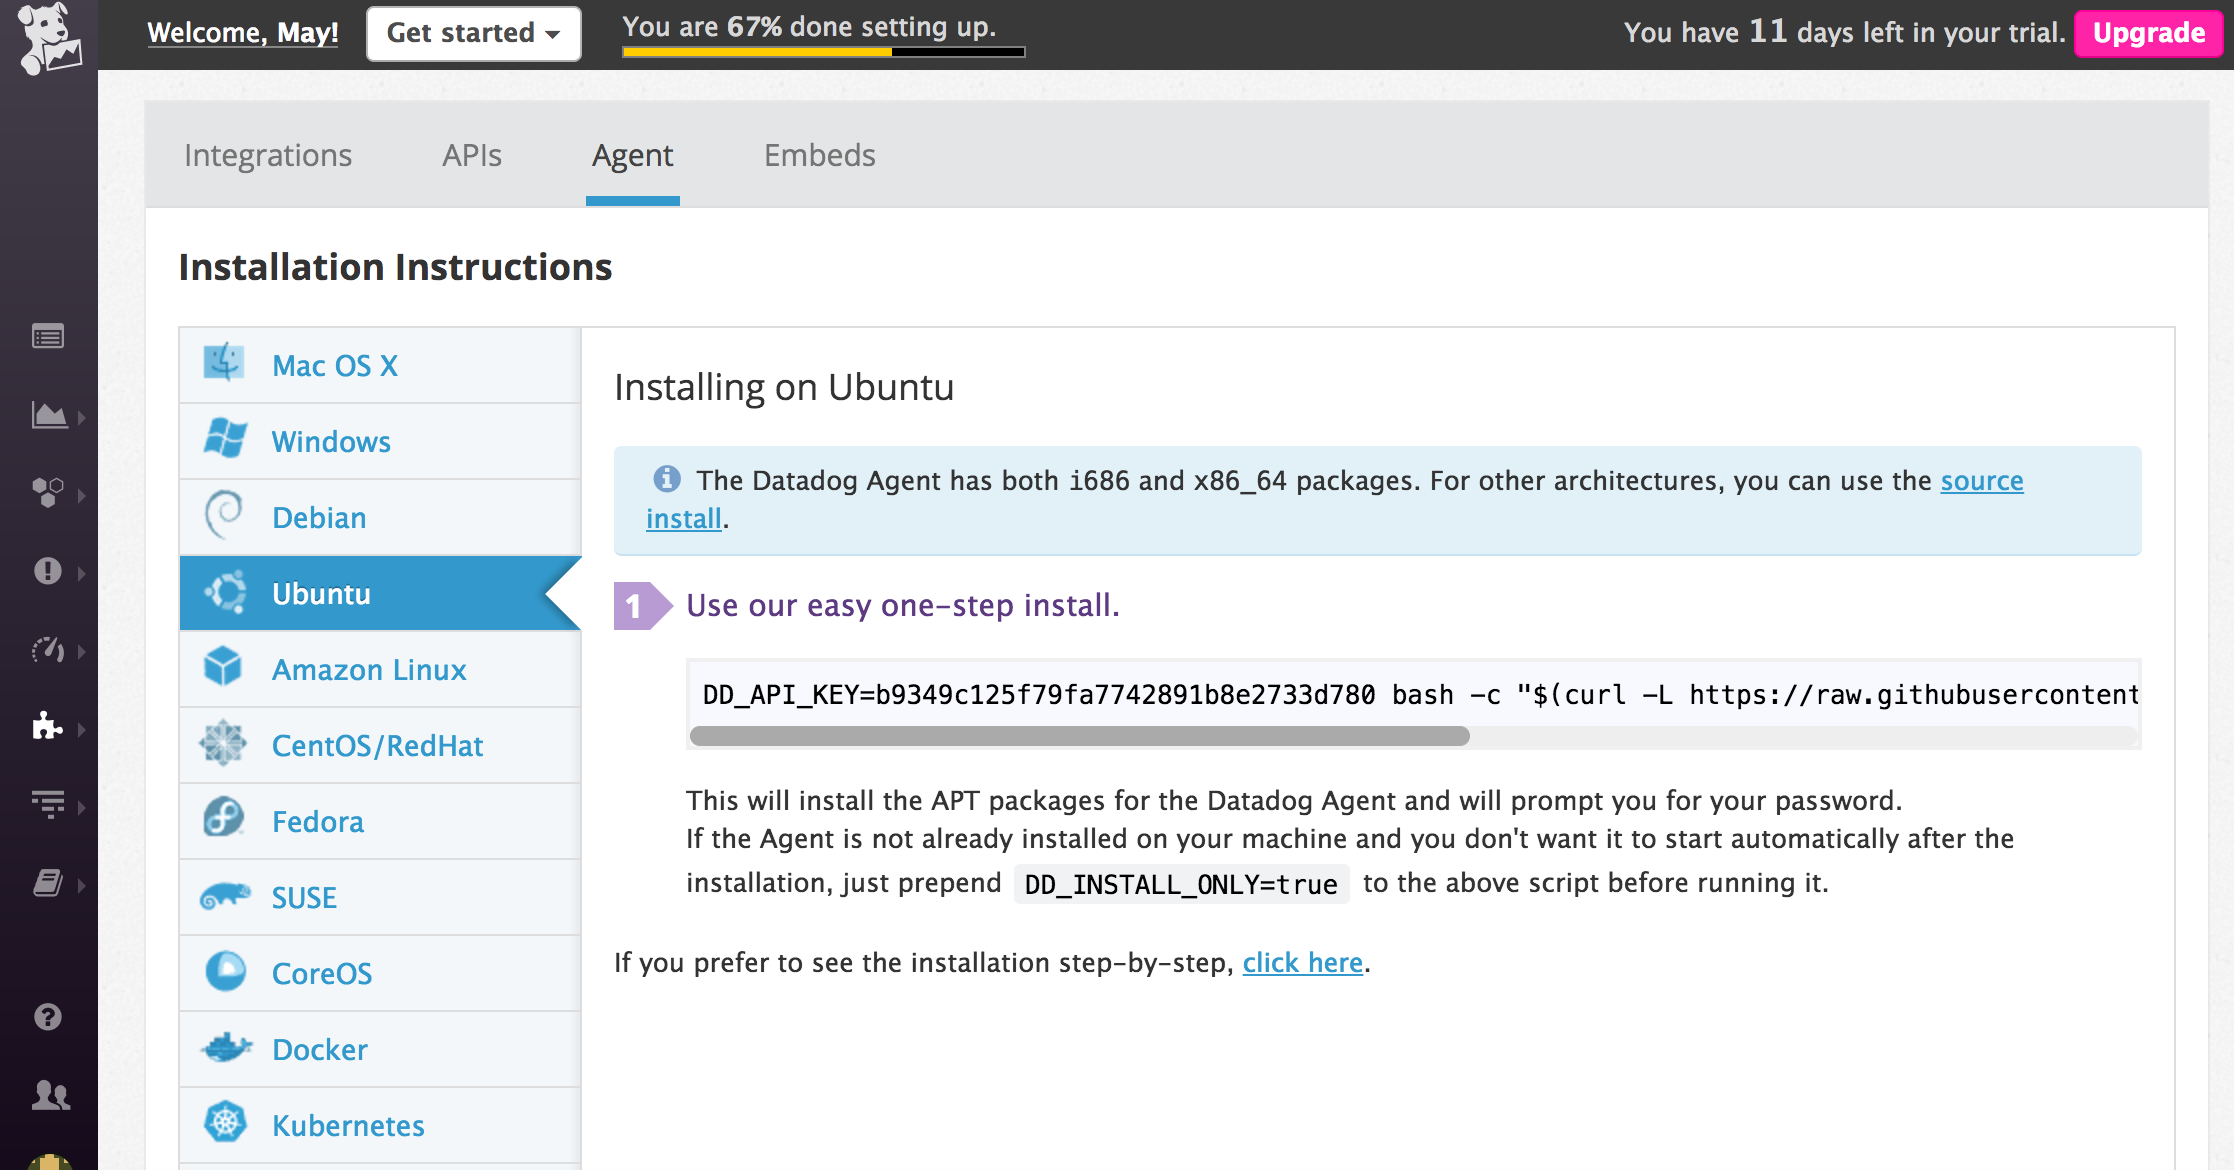 Welcome, May!
Get started
You are 67% done setting up.
You have 11 days left in your trial.
Upgrade
Integrations
APIs
Agent
Embeds
Installation Instructions
Mac OS X
Windows
Debian
Ubuntu
Amazon Linux
CentOS/RedHat
Fedora
SUSE
CoreOS
Docker
Kubernetes
Installing on Ubuntu
The Datadog Agent has both i686 and x86_64 packages. For other architectures, you can use the source
install.
1 Use our easy one-step install.
DD_API_KEY=b9349c125f79fa7742891b8e2733d780 bash -c "$(curl -L https://raw.githubusercontent
This will install the APT packages for the Datadog Agent and will prompt you for your password.
If the Agent is not already installed on your machine and you don't want it to start automatically after the
installation, just prepend DD_INSTALL_ONLY=true to the above script before running it.
If you prefer to see the installation step-by-step, click here.